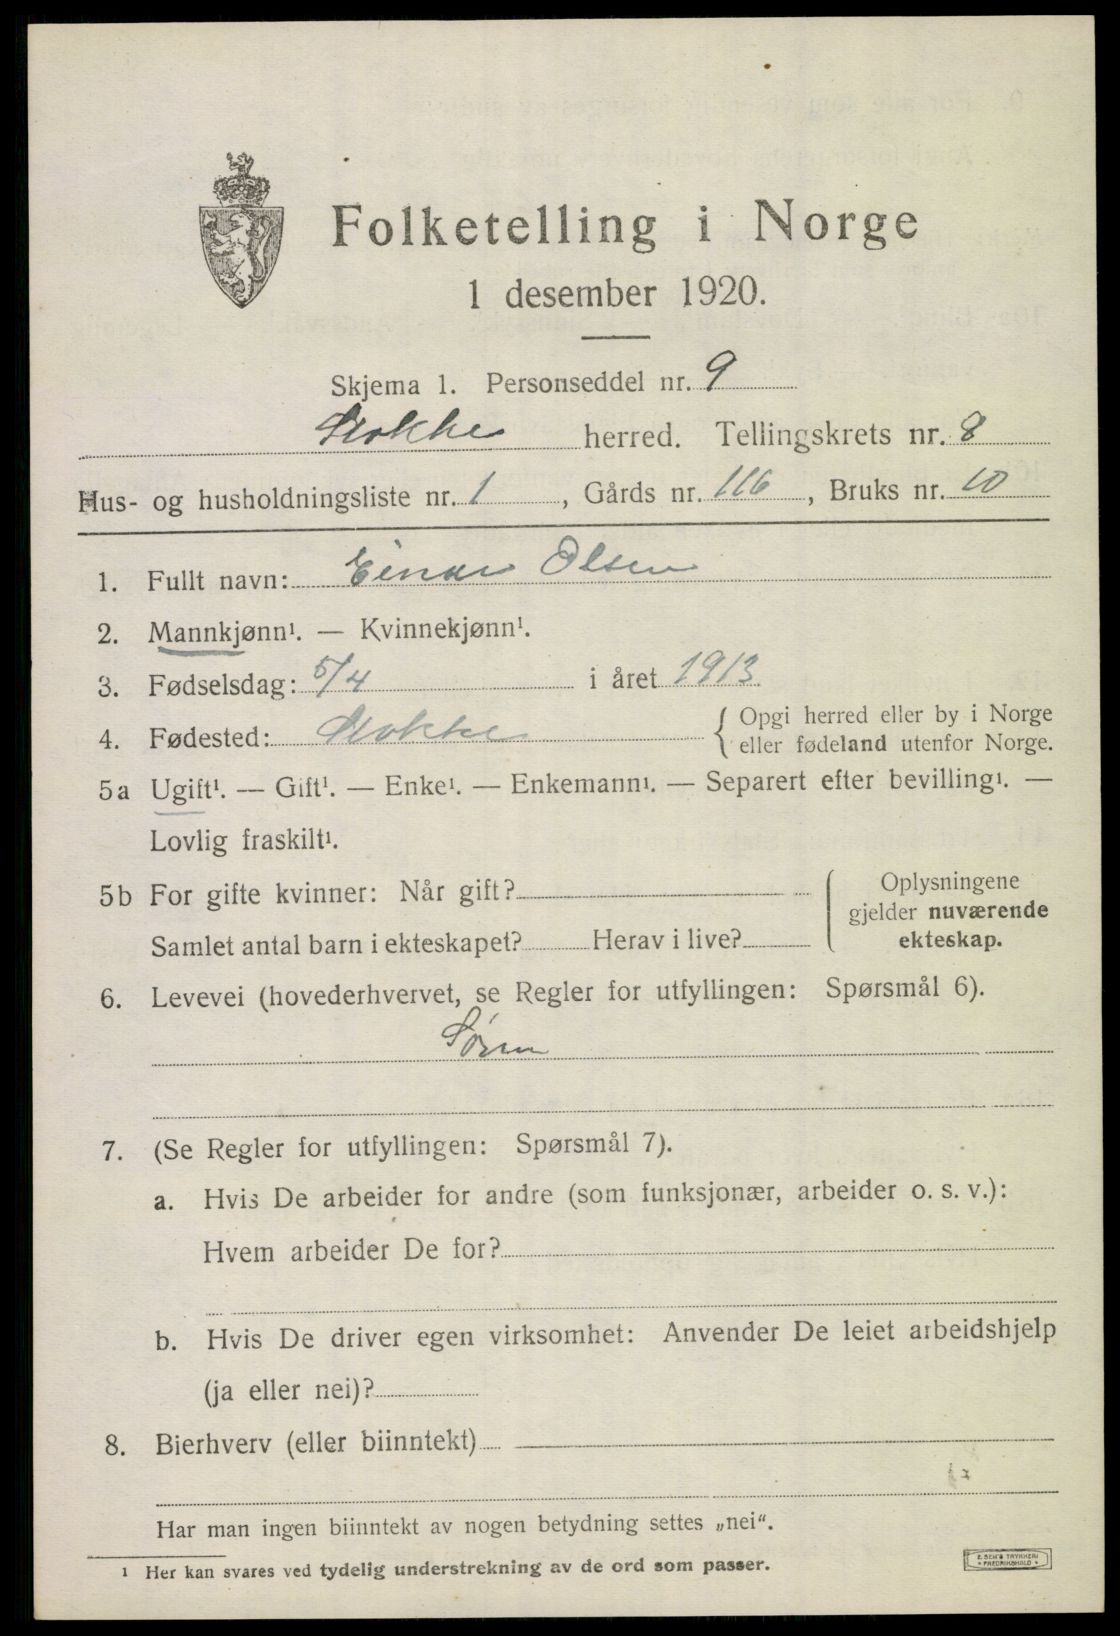 Folketelling i Norge
1 desember 1920.
Skjema 1. Personseddel nr. 9
Stokke herred. Tellingskrets nr. 8
Hus- og husholdningsliste nr. 1, Gårds nr. 116, Bruks nr. 10
1. Fullt navn: Einar Olsen
2. Mannkjønn¹. — Kvinnekjønn¹.
3. Fødselsdag: 5/4 i året 1913
4. Fødested: Stokke { Opgi herred eller by i Norge
eller fødeland utenfor Norge.
5a Ugift¹. — Gift¹. — Enke¹. — Enkemann¹. — Separert efter bevilling¹. —
Lovlig fraskilt¹.
5b For gifte kvinner: Når gift?
Samlet antal barn i ekteskapet? Herav i live?
Oplysningene
gjelder nuværende
ekteskap.
6. Levevei (hovederhvervet, se Regler for utfyllingen: Spørsmål 6).
Sønn
7. (Se Regler for utfyllingen: Spørsmål 7).
a. Hvis De arbeider for andre (som funksjonær, arbeider o. s. v.):
Hvem arbeider De for?
b. Hvis De driver egen virksomhet: Anvender De leiet arbeidshjelp
(ja eller nei)?
8. Bierhverv (eller biinntekt)
Har man ingen biinntekt av nogen betydning settes „nei“.
¹ Her kan svares ved tydelig understrekning av de ord som passer.